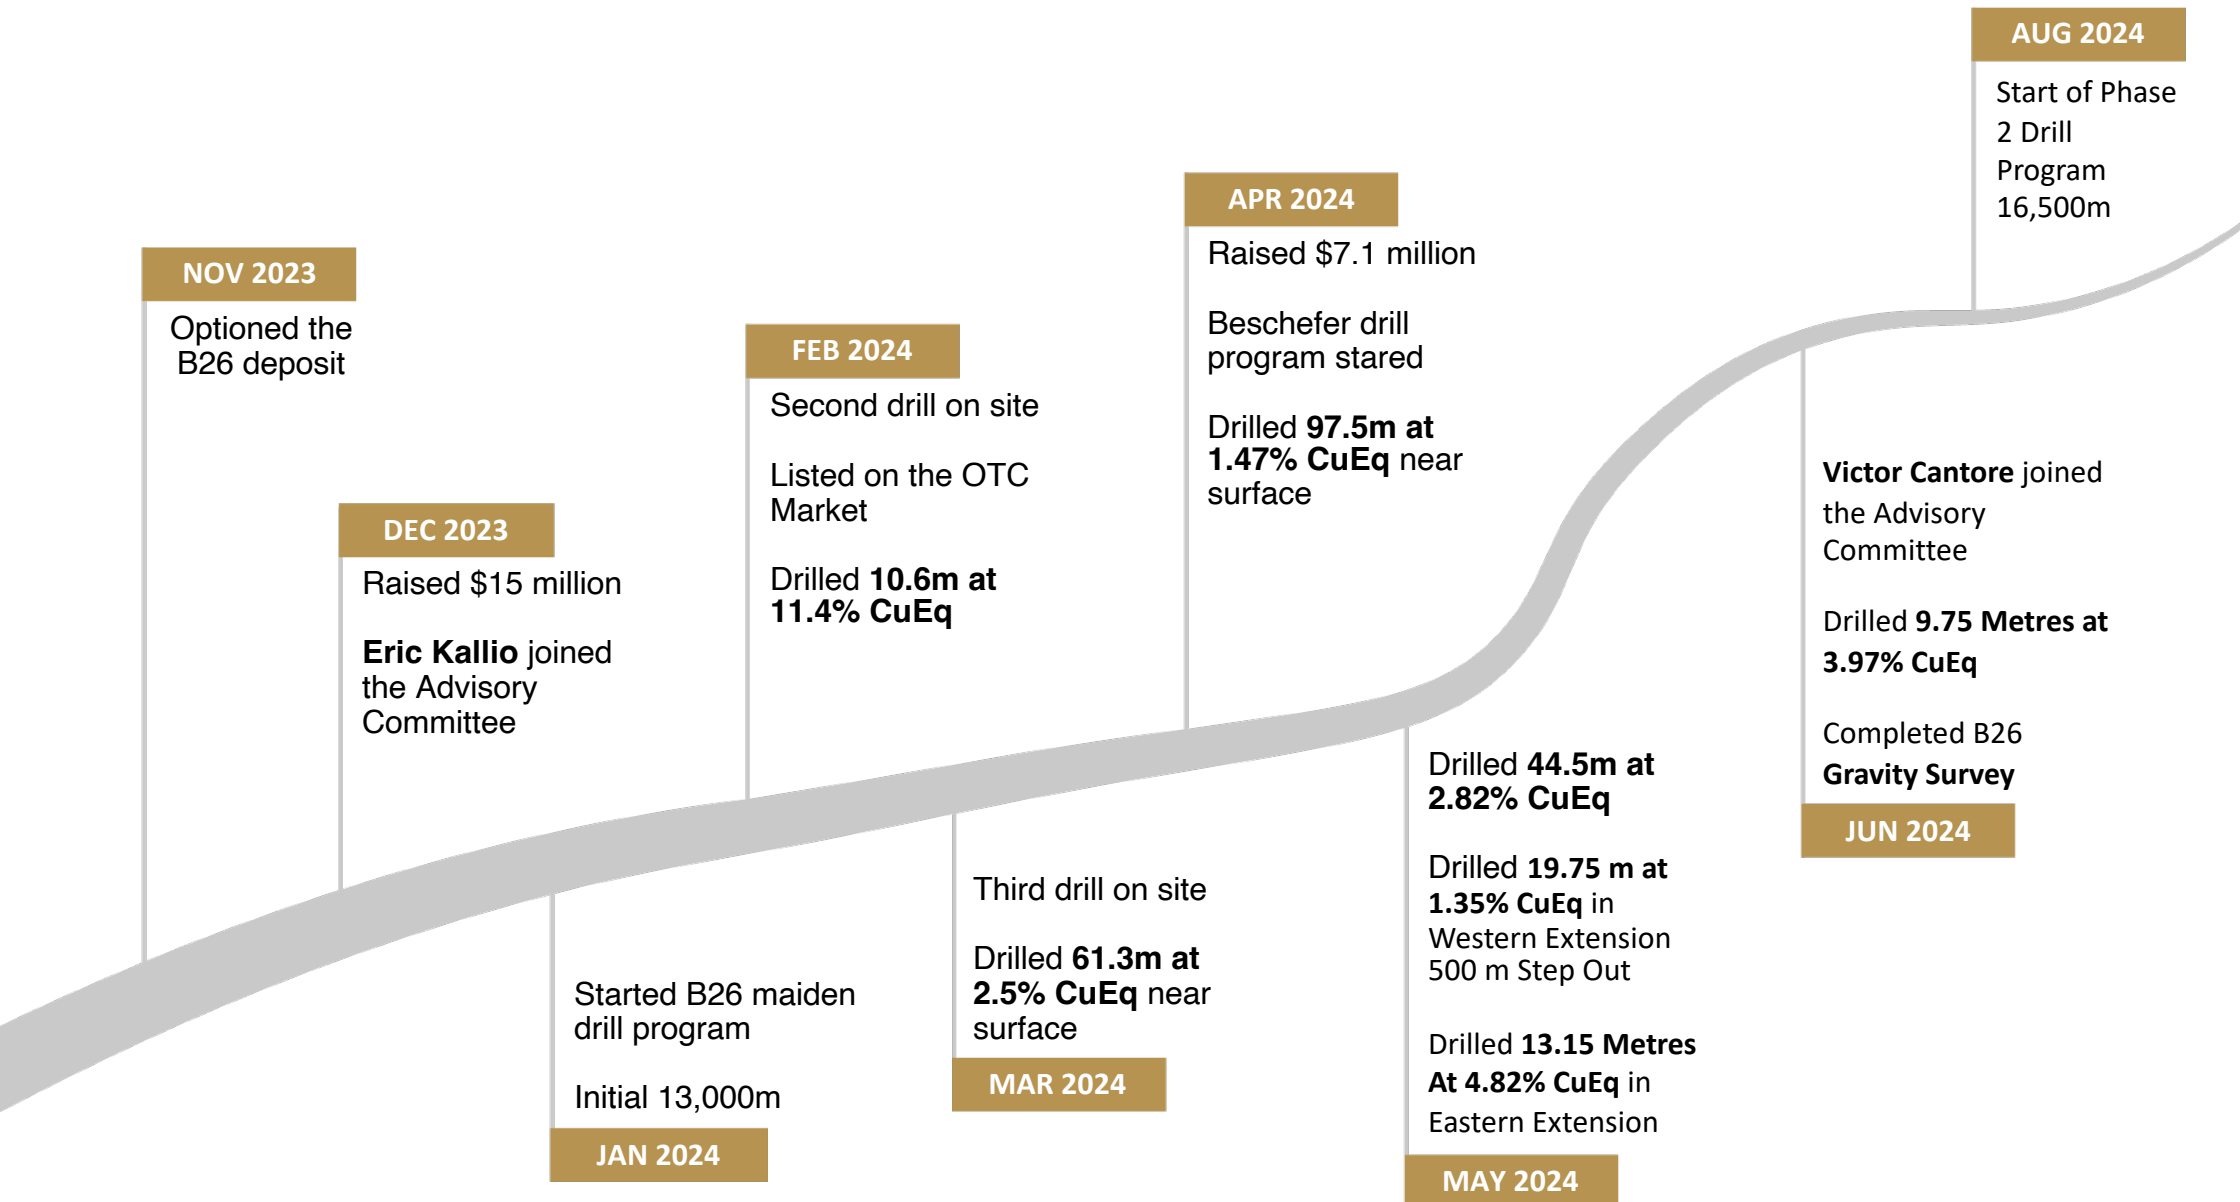 NOV 2023
Optioned the
B26 deposit
DEC 2023
Raised $15 million
Eric Kallio joined
the Advisory
Committee
Started B26 maiden
drill program
Initial 13,000m
JAN 2024
FEB 2024
Second drill on site
Listed on the OTC
Market
Drilled 10.6m at
11.4% CuEq
Third drill on site
Drilled 61.3m at
2.5% CuEq near
surface
MAR 2024
APR 2024
Raised $7.1 million
Beschefer drill
program stared
Drilled 97.5m at
1.47% CuEq near
surface
Drilled 44.5m at
2.82% CuEq
Drilled 19.75 m at
1.35% CuEq in
Western Extension
500 m Step Out
Drilled 13.15 Metres
At 4.82% CuEq in
Eastern Extension
MAY 2024
Victor Cantore joined
the Advisory
Committee
Drilled 9.75 Metres at
3.97% CuEq
Completed B26
Gravity Survey
JUN 2024
AUG 2024
Start of Phase
2 Drill
Program
16,500m